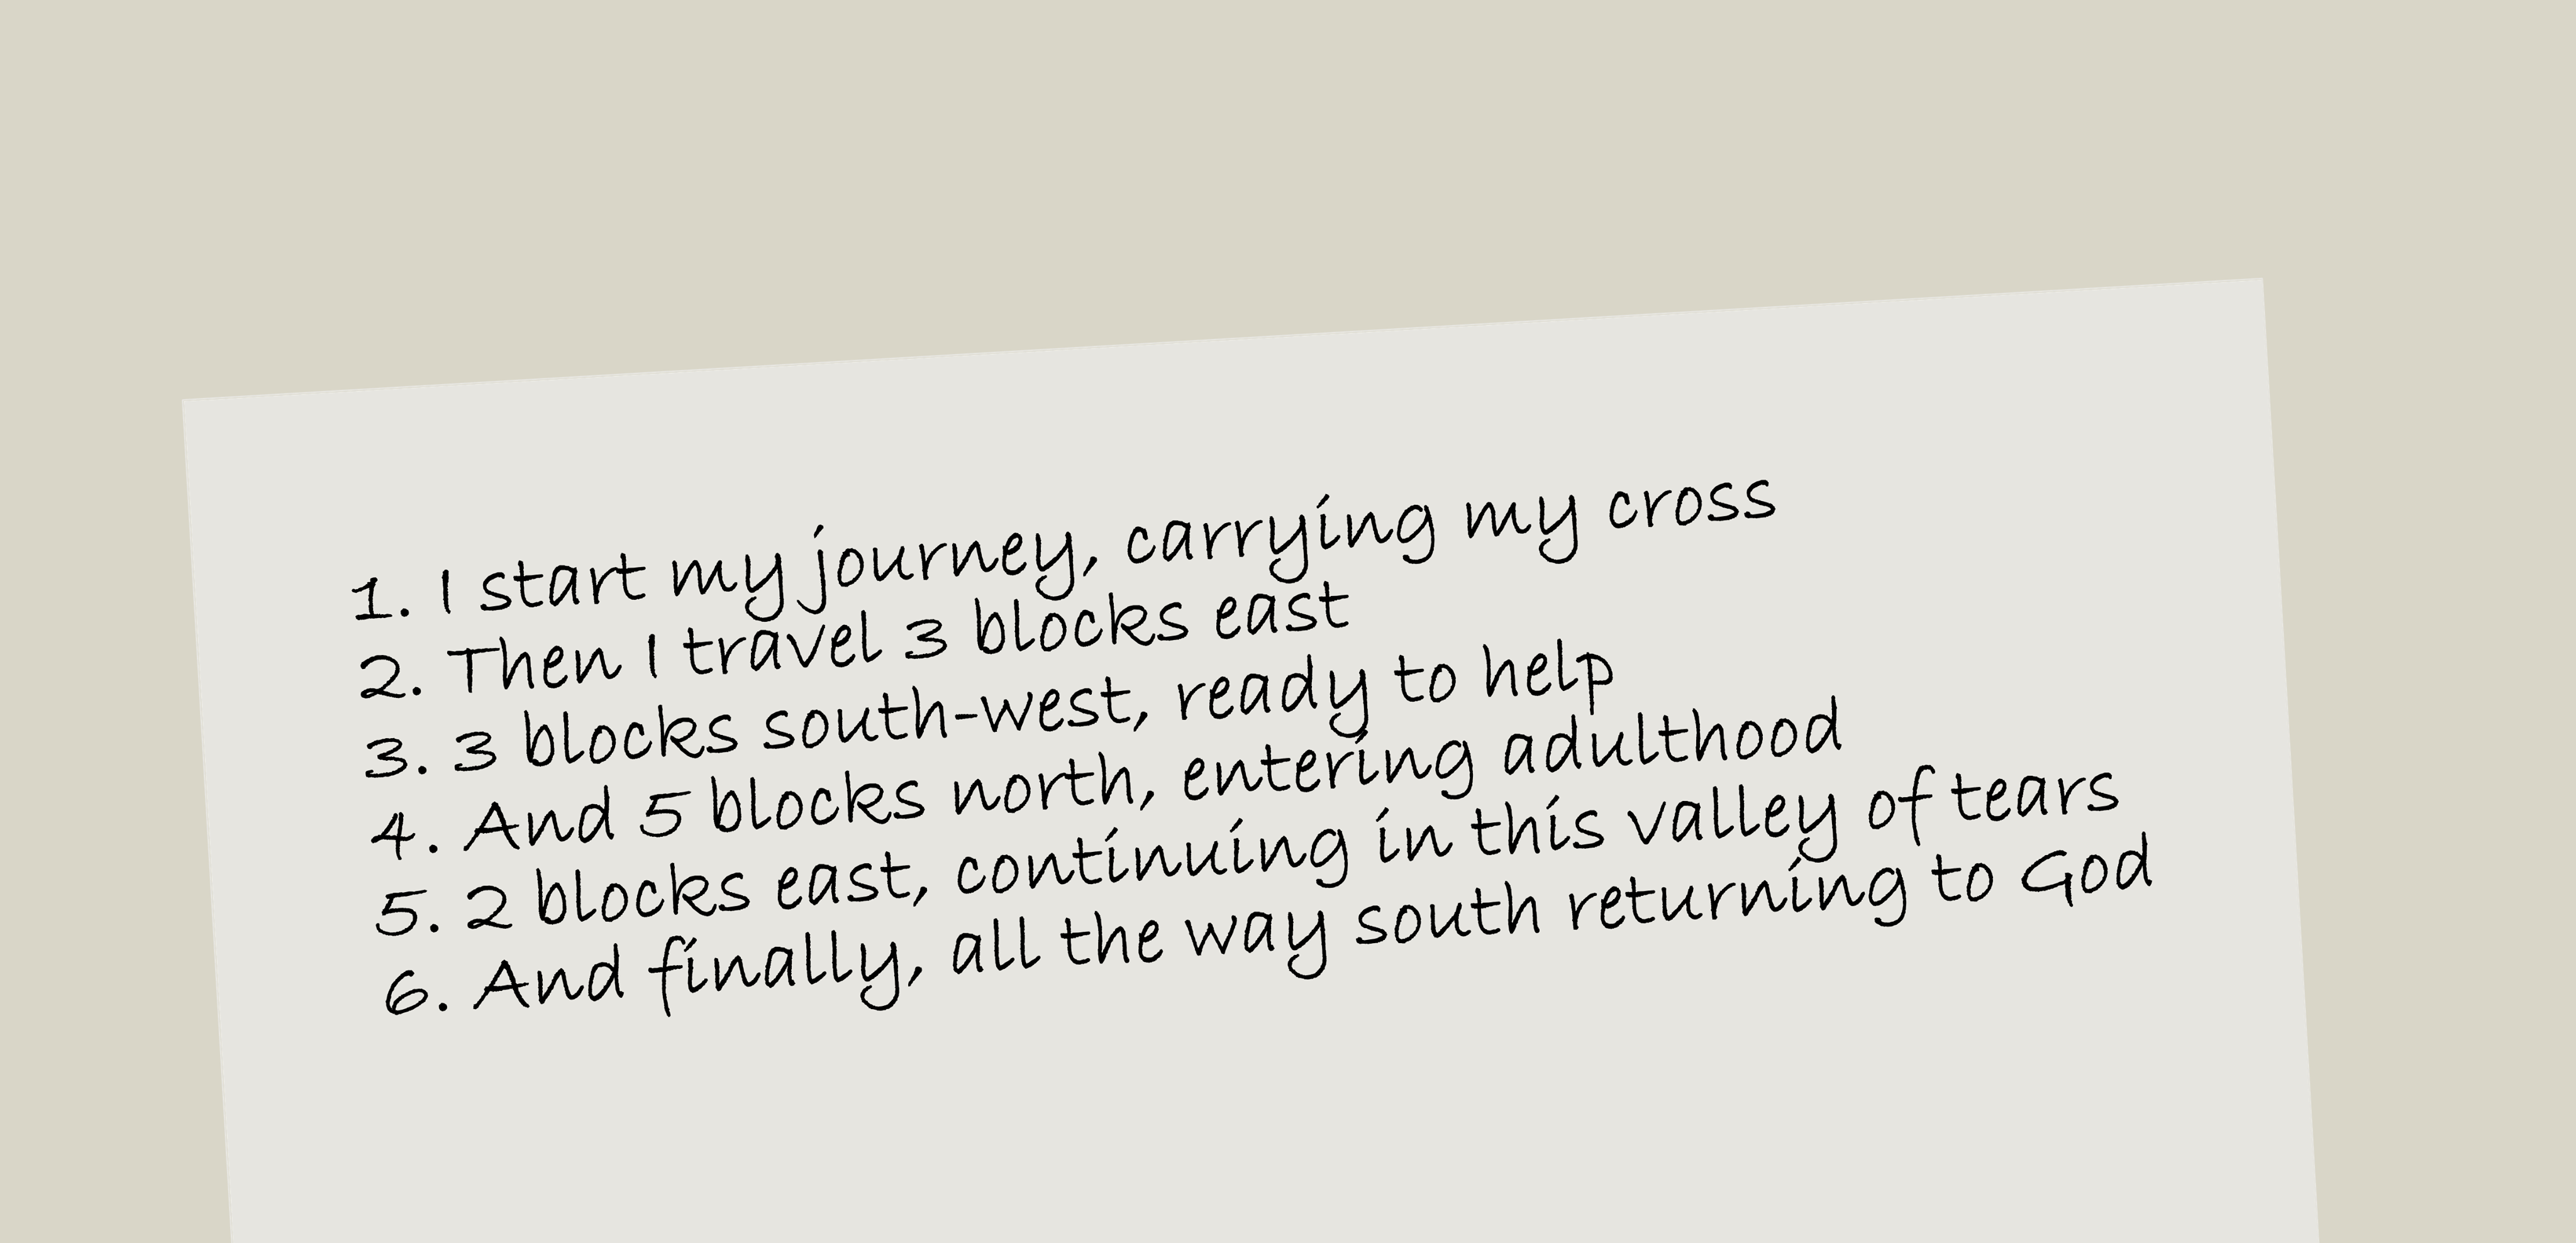 1. I start my journey, carrying my cross
2. Then I travel 3 blocks east
3. 3 blocks south-west, ready to help
4. And 5 blocks north, entering adulthood
5. 2 blocks east, continuing in this valley of tears
6. And finally, all the way south returning to God